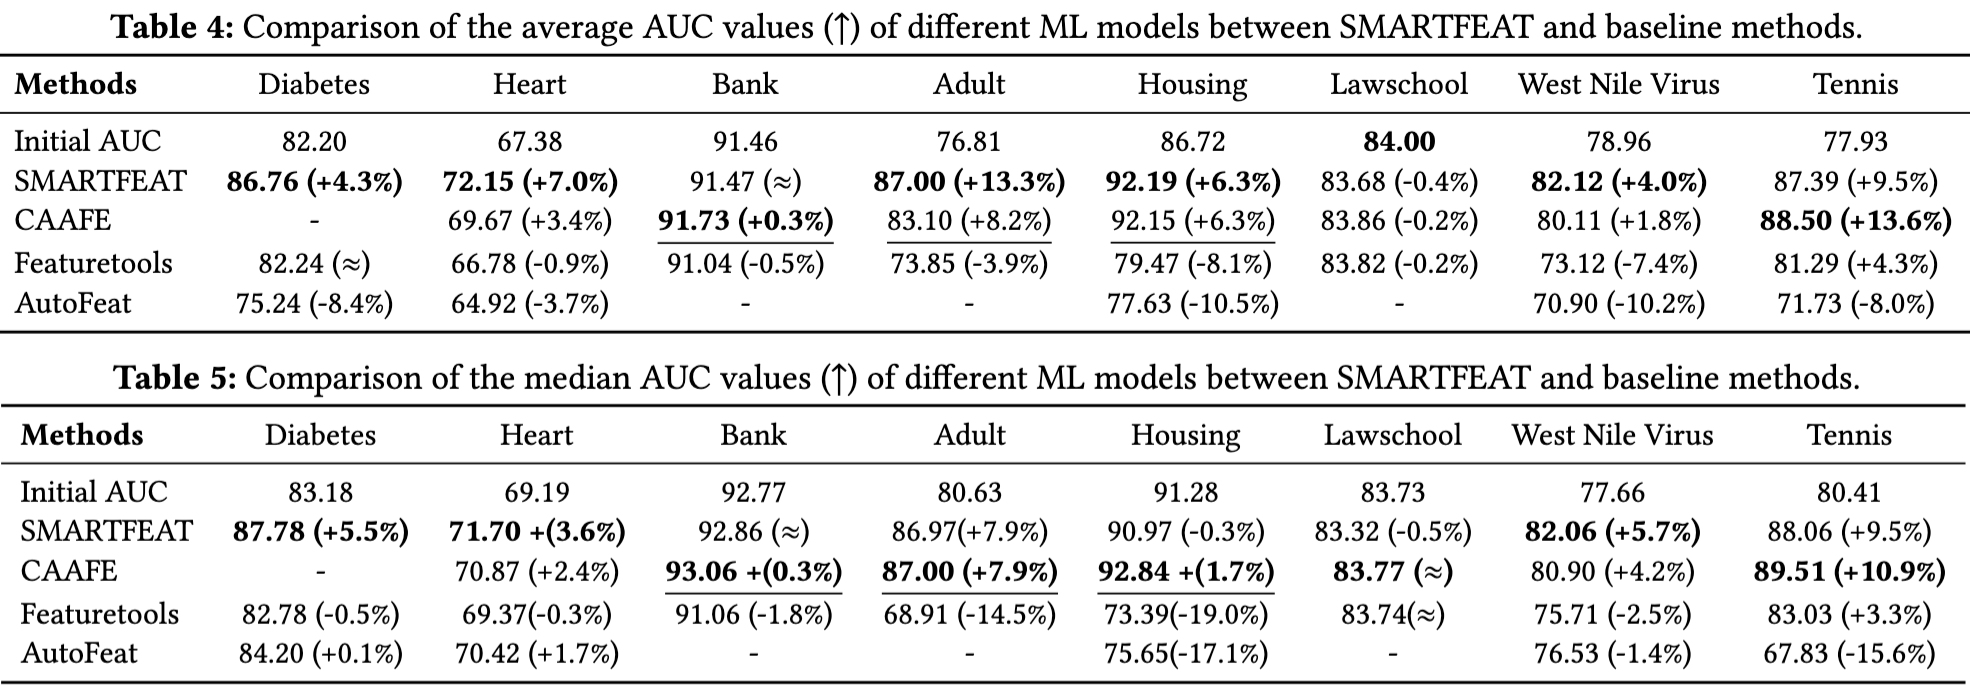 Table 4: Comparison of the average AUC values (↑) of different ML models between SMARTFEAT and baseline methods.
Methods Diabetes Heart Bank Adult Housing Lawschool West Nile Virus Tennis
Initial AUC 82.20 67.38 91.46 76.81 86.72 84.00 78.96 77.93
SMARTFEAT 86.76 (+4.3%) 72.15 (+7.0%) 91.47 (≈) 87.00 (+13.3%) 92.19 (+6.3%) 83.68 (-0.4%) 82.12 (+4.0%) 87.39 (+9.5%)
CAAFE - 69.67 (+3.4%) 91.73 (+0.3%) 83.10 (+8.2%) 92.15 (+6.3%) 83.86 (-0.2%) 80.11 (+1.8%) 88.50 (+13.6%)
Featuretools 82.24 (≈) 66.78 (-0.9%) 91.04 (-0.5%) 73.85 (-3.9%) 79.47 (-8.1%) 83.82 (-0.2%) 73.12 (-7.4%) 81.29 (+4.3%)
AutoFeat 75.24 (-8.4%) 64.92 (-3.7%) - - 77.63 (-10.5%) - 70.90 (-10.2%) 71.73 (-8.0%)
Table 5: Comparison of the median AUC values (↑) of different ML models between SMARTFEAT and baseline methods.
Methods Diabetes Heart Bank Adult Housing Lawschool West Nile Virus Tennis
Initial AUC 83.18 69.19 92.77 80.63 91.28 83.73 77.66 80.41
SMARTFEAT 87.78 (+5.5%) 71.70 +(3.6%) 92.86 (≈) 86.97(+7.9%) 90.97 (-0.3%) 83.32 (-0.5%) 82.06 (+5.7%) 88.06 (+9.5%)
CAAFE - 70.87 (+2.4%) 93.06 +(0.3%) 87.00 (+7.9%) 92.84 +(1.7%) 83.77 (≈) 80.90 (+4.2%) 89.51 (+10.9%)
Featuretools 82.78 (-0.5%) 69.37(-0.3%) 91.06 (-1.8%) 68.91 (-14.5%) 73.39(-19.0%) 83.74(≈) 75.71 (-2.5%) 83.03 (+3.3%)
AutoFeat 84.20 (+0.1%) 70.42 (+1.7%) - - 75.65(-17.1%) - 76.53 (-1.4%) 67.83 (-15.6%)